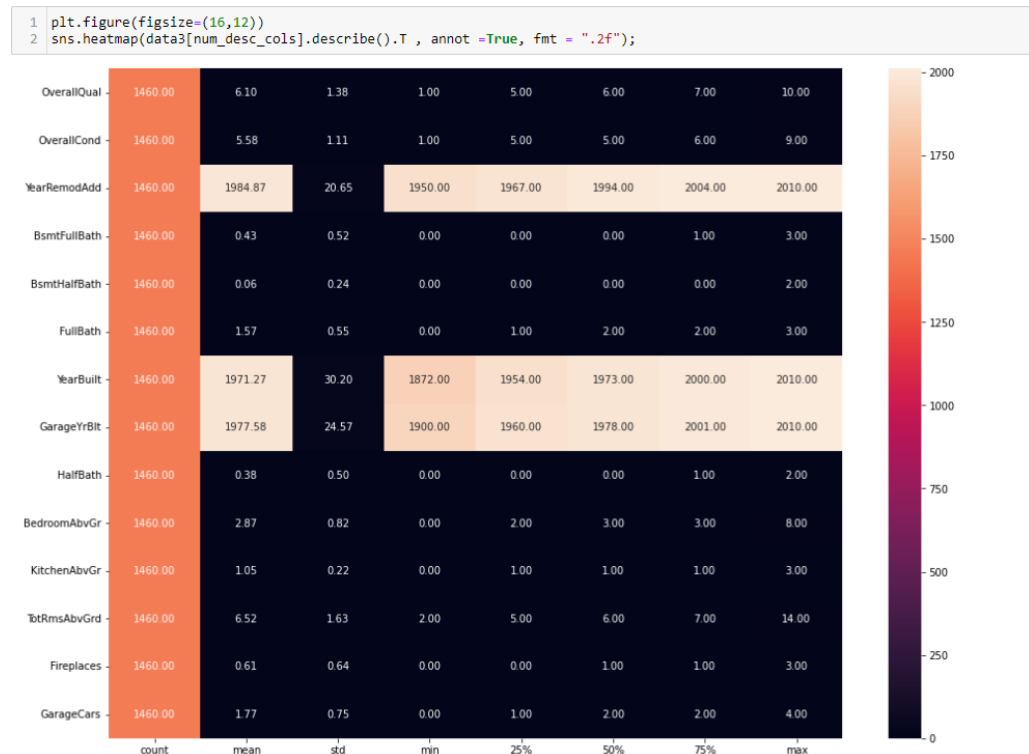 1 plt.figure(figsize=(16,12))
2 sns.heatmap(data3[num_desc_cols].describe().T , annot =True, fmt = ".2f");
OverallQual 1460.00 6.10 1.38 1.00 5.00 6.00 7.00 10.00
OverallCond 1460.00 5.58 1.11 1.00 5.00 5.00 6.00 9.00
YearRemodAdd 1460.00 1984.87 20.65 1950.00 1967.00 1994.00 2004.00 2010.00
BsmtFullBath 1460.00 0.43 0.52 0.00 0.00 0.00 1.00 3.00
BsmtHalfBath 1460.00 0.06 0.24 0.00 0.00 0.00 0.00 2.00
FullBath 1460.00 1.57 0.55 0.00 1.00 2.00 2.00 3.00
YearBuilt 1460.00 1971.27 30.20 1872.00 1954.00 1973.00 2000.00 2010.00
GarageYrBlt 1460.00 1977.58 24.57 1900.00 1960.00 1978.00 2001.00 2010.00
HalfBath 1460.00 0.38 0.50 0.00 0.00 0.00 1.00 2.00
BedroomAbvGr 1460.00 2.87 0.82 0.00 2.00 3.00 3.00 8.00
KitchenAbvGr 1460.00 1.05 0.22 0.00 1.00 1.00 1.00 3.00
TotRmsAbvGrd 1460.00 6.52 1.63 2.00 5.00 6.00 7.00 14.00
Fireplaces 1460.00 0.61 0.64 0.00 0.00 1.00 1.00 3.00
GarageCars 1460.00 1.77 0.75 0.00 1.00 2.00 2.00 4.00
count mean std min 25% 50% 75% max
2000
1750
1500
1250
1000
750
500
250
0